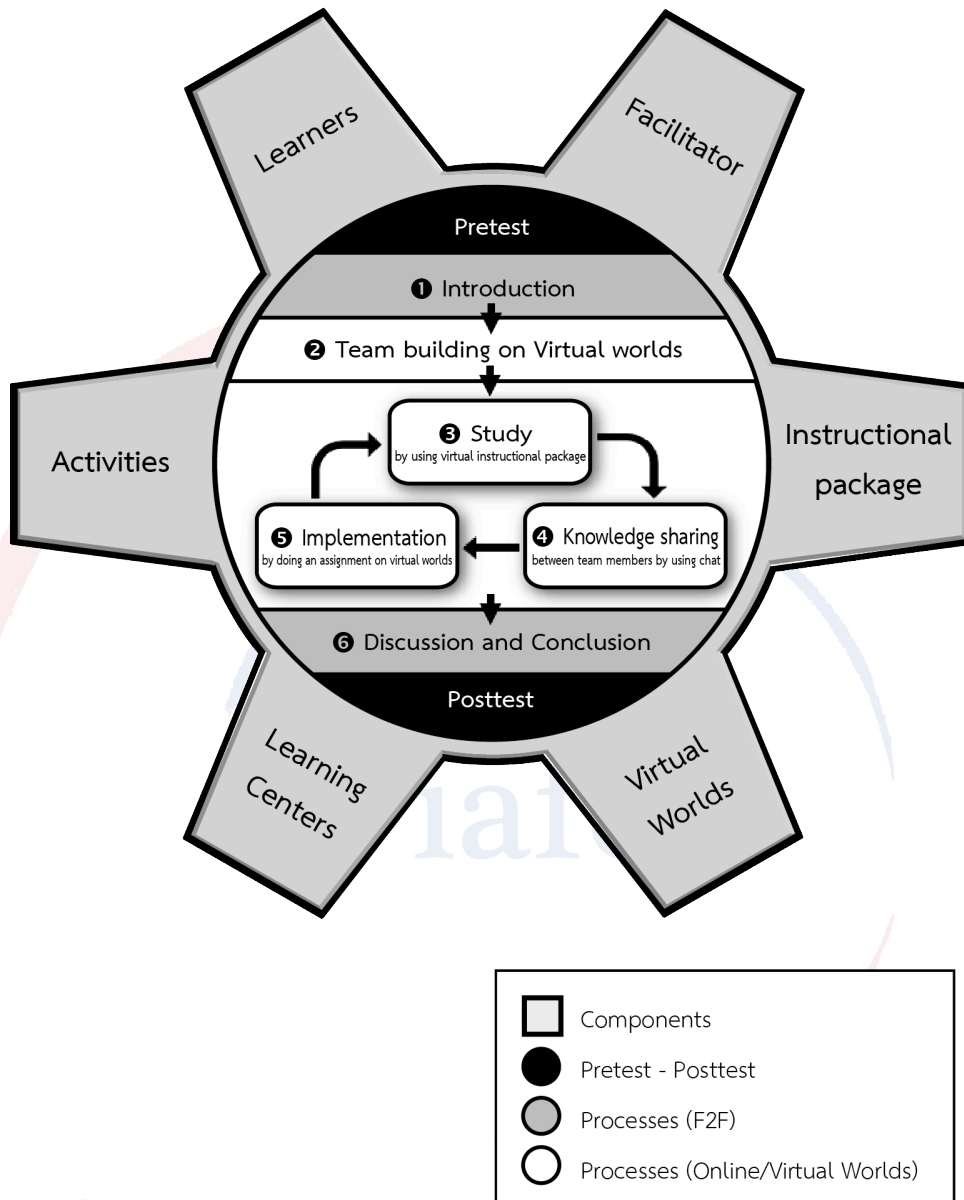 Learners
Facilitator
Pretest
❶ Introduction
❷ Team building on Virtual worlds
❸ Study
by using virtual instructional package
Activities
Instructional
package
❺ Implementation
by doing an assignment on virtual worlds
❹ Knowledge sharing
between team members by using chat
❻ Discussion and Conclusion
Posttest
Learning
Centers
Virtual
Worlds
Components
Pretest - Posttest
Processes (F2F)
Processes (Online/Virtual Worlds)